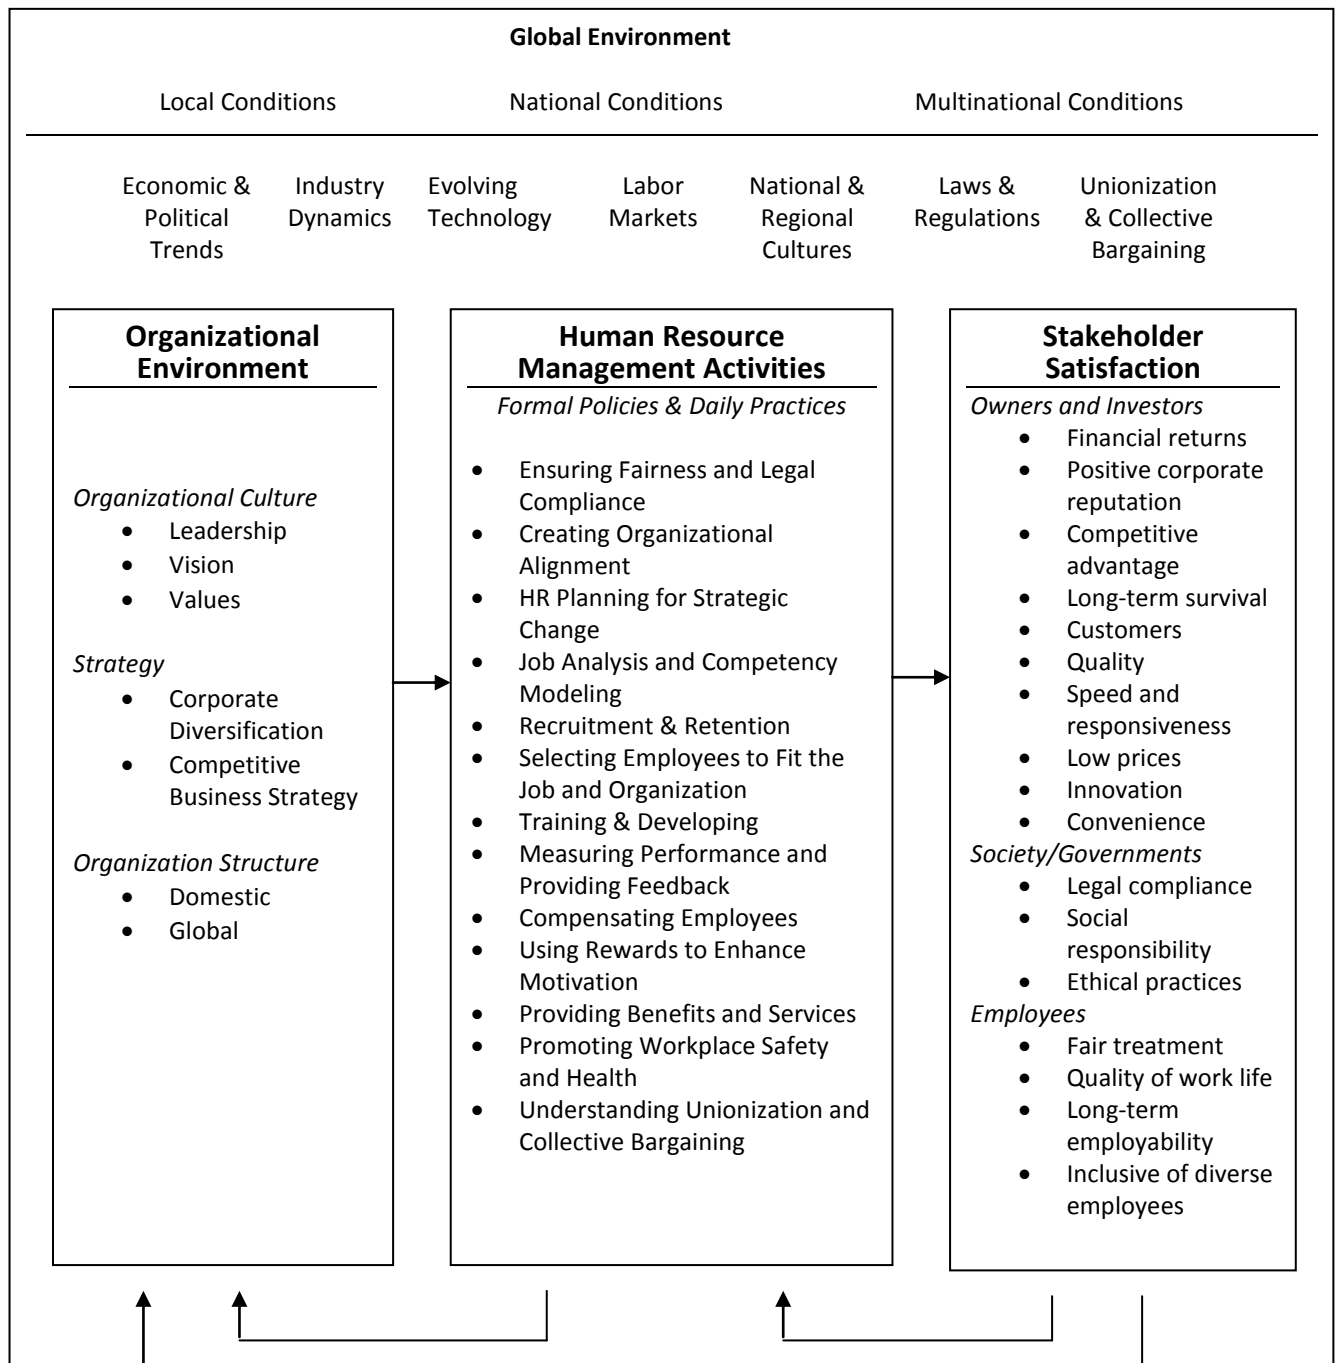 Global Environment
Local Conditions National Conditions Multinational Conditions
Economic & Political Trends
Industry Dynamics
Evolving Technology
Labor Markets
National & Regional Cultures
Laws & Regulations
Unionization & Collective Bargaining
Organizational
Environment
Organizational Culture
• Leadership
• Vision
• Values
Strategy
• Corporate
Diversification
• Competitive
Business Strategy
Organization Structure
• Domestic
• Global
Human Resource
Management Activities
Formal Policies & Daily Practices
• Ensuring Fairness and Legal
Compliance
• Creating Organizational
Alignment
• HR Planning for Strategic
Change
• Job Analysis and Competency
Modeling
• Recruitment & Retention
• Selecting Employees to Fit the
Job and Organization
• Training & Developing
• Measuring Performance and
Providing Feedback
• Compensating Employees
• Using Rewards to Enhance
Motivation
• Providing Benefits and Services
• Promoting Workplace Safety
and Health
• Understanding Unionization and
Collective Bargaining
Stakeholder
Satisfaction
Owners and Investors
• Financial returns
• Positive corporate
reputation
• Competitive
advantage
• Long-term survival
• Customers
• Quality
• Speed and
responsiveness
• Low prices
• Innovation
• Convenience
Society/Governments
• Legal compliance
• Social
responsibility
• Ethical practices
Employees
• Fair treatment
• Quality of work life
• Long-term
employability
• Inclusive of diverse
employees